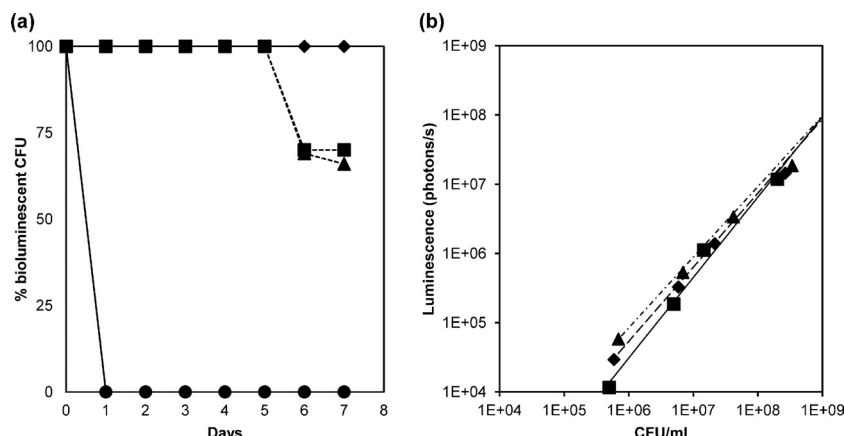 (a)
100
75
50
25
0
% bioluminescent CFU
0 1 2 3 4 5 6 7 8
Days
(b)
1E+09
1E+08
1E+07
1E+06
1E+05
1E+04
Luminescence (photons/s)
1E+04 1E+05 1E+06 1E+07 1E+08 1E+09
CFU/ml